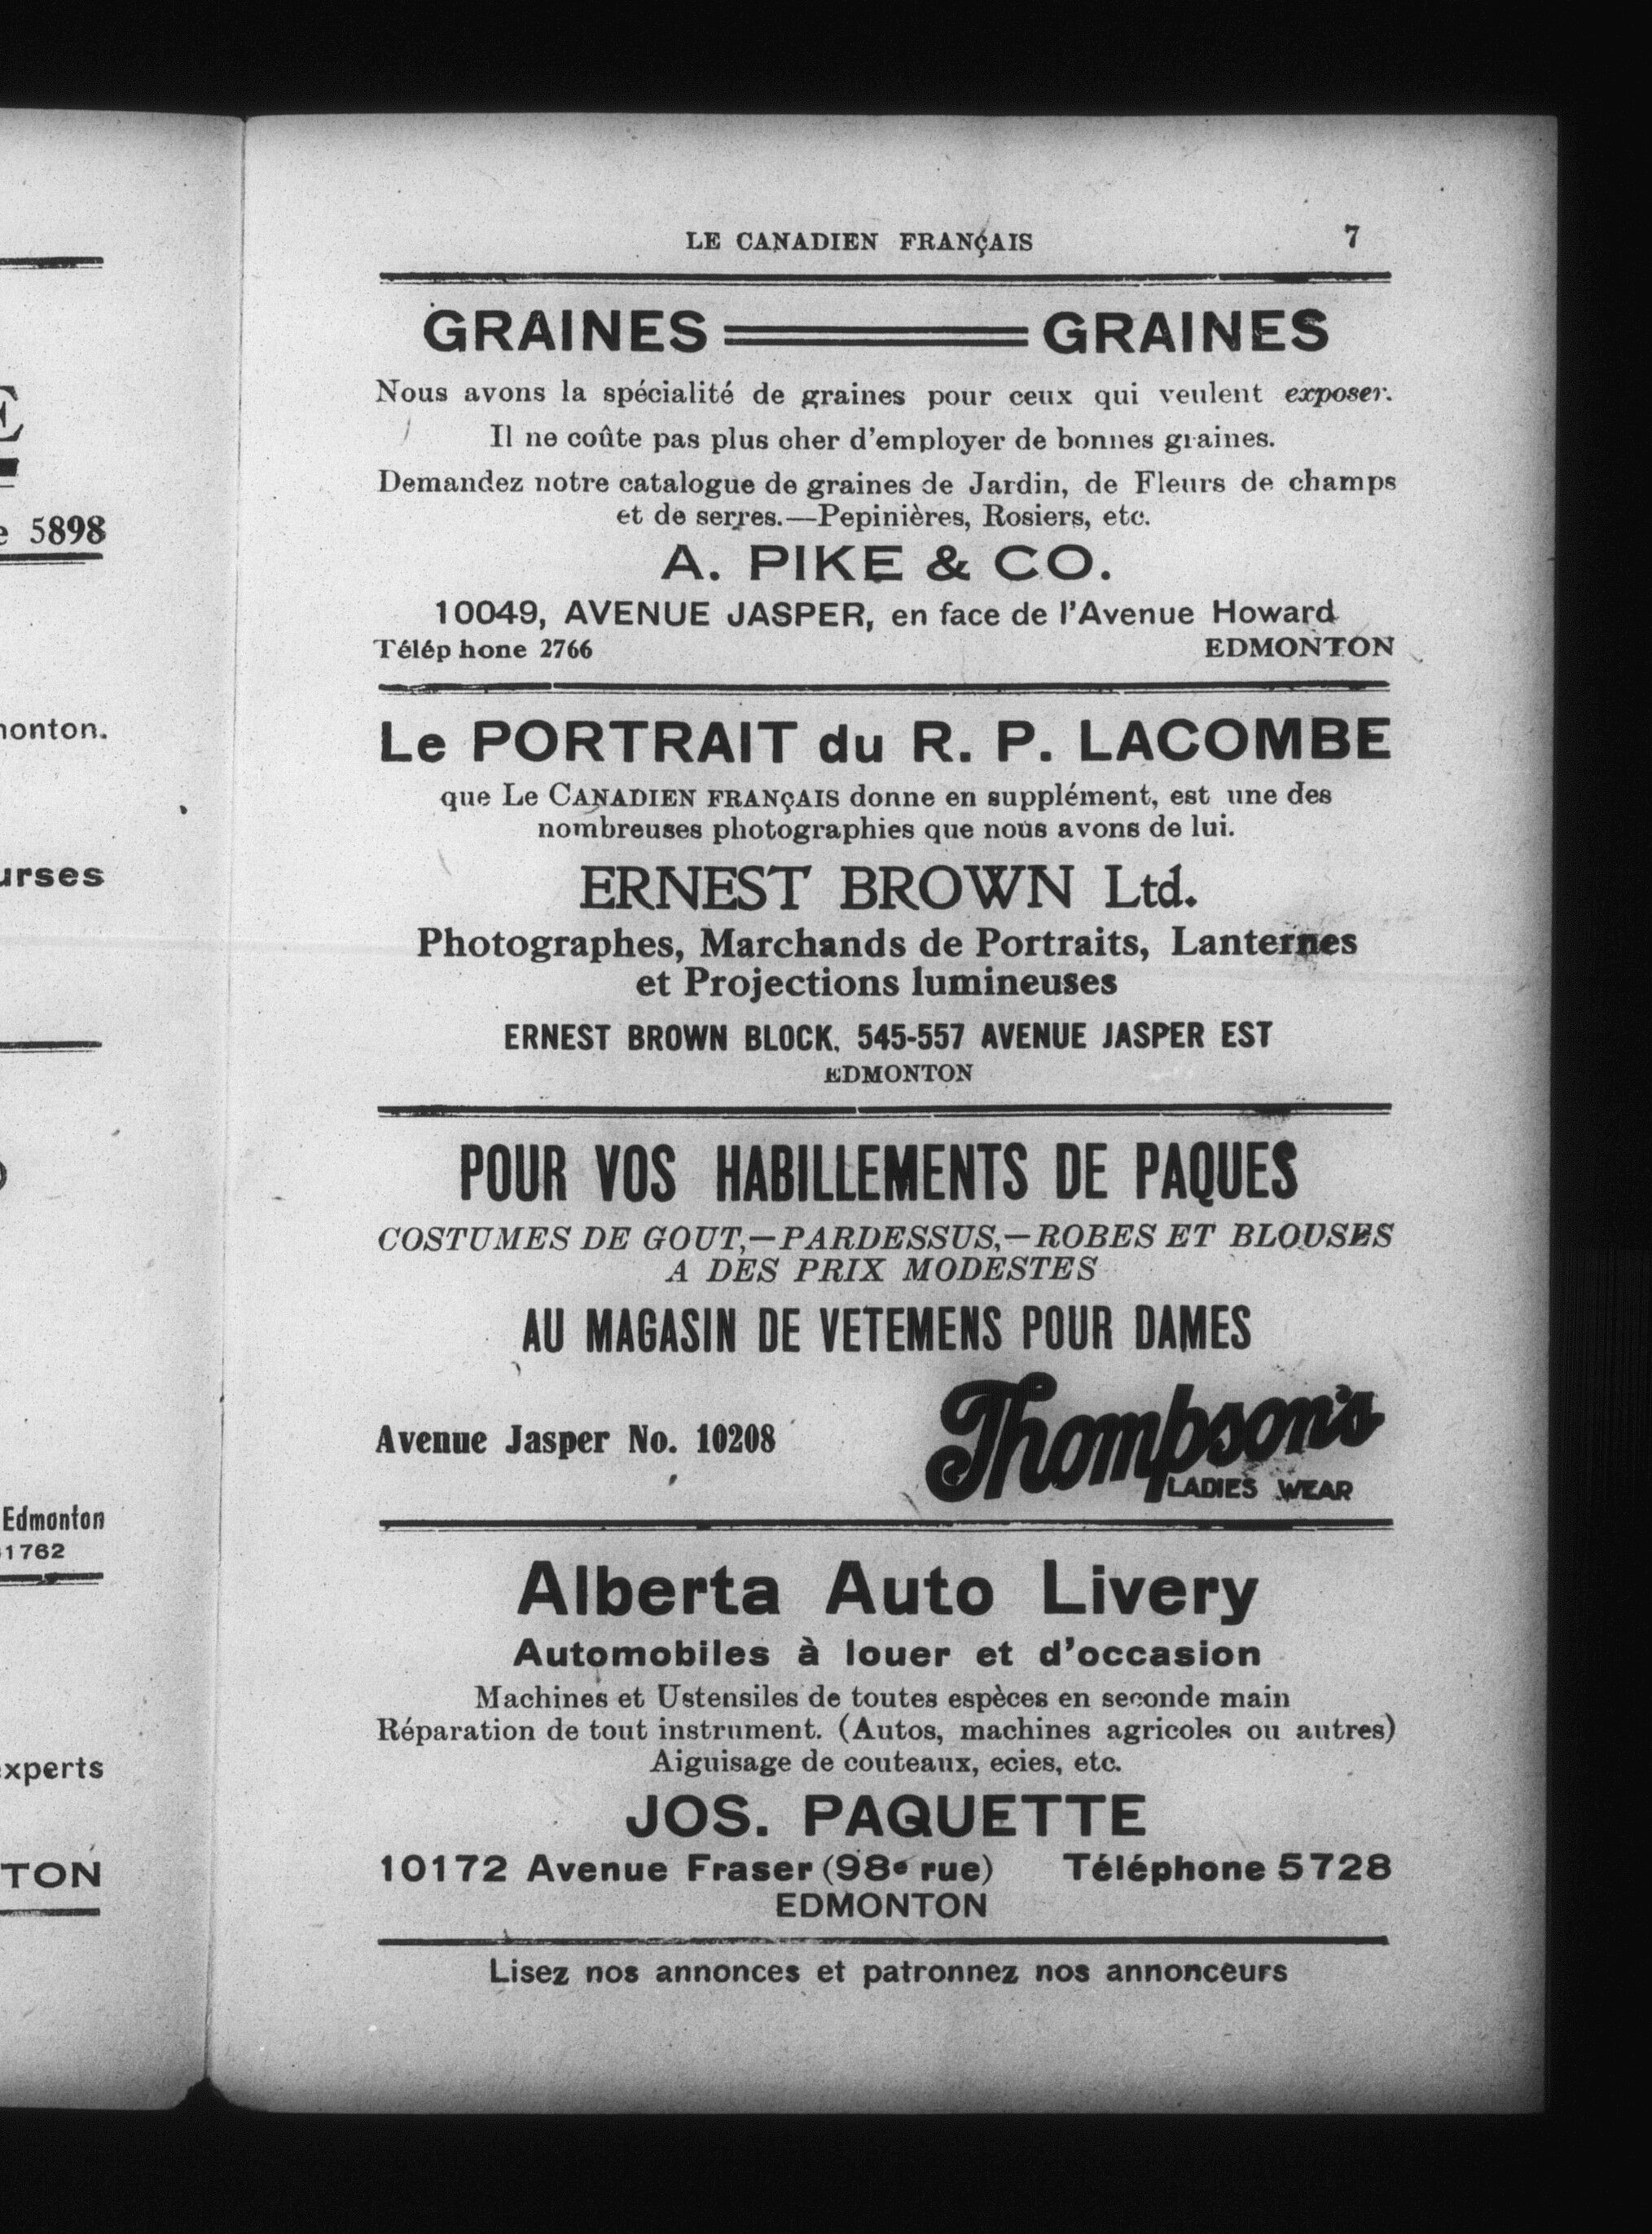 5898
Edmonton
1762
LE CANADIEN FRANÇAIS 7
GRAINES GRAINES
Nous avons la spécialité de graines pour ceux qui veulent exposer.
Il ne coûte pas plus cher d'employer de bonnes graines.
Demandez notre catalogue de graines de Jardin, de Fleurs de champs
et de serres.—Pepinières, Rosiers, etc.
A. PIKE & CO.
10049, AVENUE JASPER, en face de l'Avenue Howard
Télép hone 2766 EDMONTON
Le PORTRAIT du R. P. LACOMBE
que Le CANADIEN FRANÇAIS donne en supplément, est une des
nombreuses photographies que nous avons de lui.
ERNEST BROWN Ltd.
Photographes, Marchands de Portraits, Lanternes
et Projections lumineuses
ERNEST BROWN BLOCK, 545-557 AVENUE JASPER EST
EDMONTON
POUR VOS HABILLEMENTS DE PAQUES
COSTUMES DE GOUT,—PARDESSUS,—ROBES ET BLOUSES
A DES PRIX MODESTES
AU MAGASIN DE VETEMENS POUR DAMES
Avenue Jasper No. 10208
Thompson's
LADIES WEAR
Alberta Auto Livery
Automobiles à louer et d'occasion
Machines et Ustensiles de toutes espèces en seconde main
Réparation de tout instrument. (Autos, machines agricoles ou autres)
Aiguisage de couteaux, ecies, etc.
JOS. PAQUETTE
10172 Avenue Fraser (98e rue) Téléphone 5728
EDMONTON
Lisez nos annonces et patronnez nos annonceurs